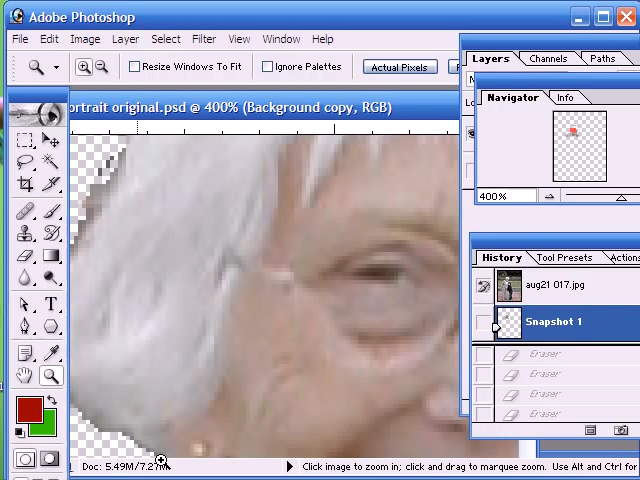 Adobe Photoshop
File Edit Image Layer Select Filter View Window Help
Resize Windows To Fit Ignore Palettes Actual Pixels
Layers Channels Paths
ortrait original.psd @ 400% (Background copy, RGB)
Navigator Info
400%
History Tool Presets Actions
aug21 017.jpg
Snapshot 1
Eraser
Eraser
Eraser
Eraser
Doc: 5.49M/7.27M Click image to zoom in; click and drag to marquee zoom. Use Alt and Ctrl for